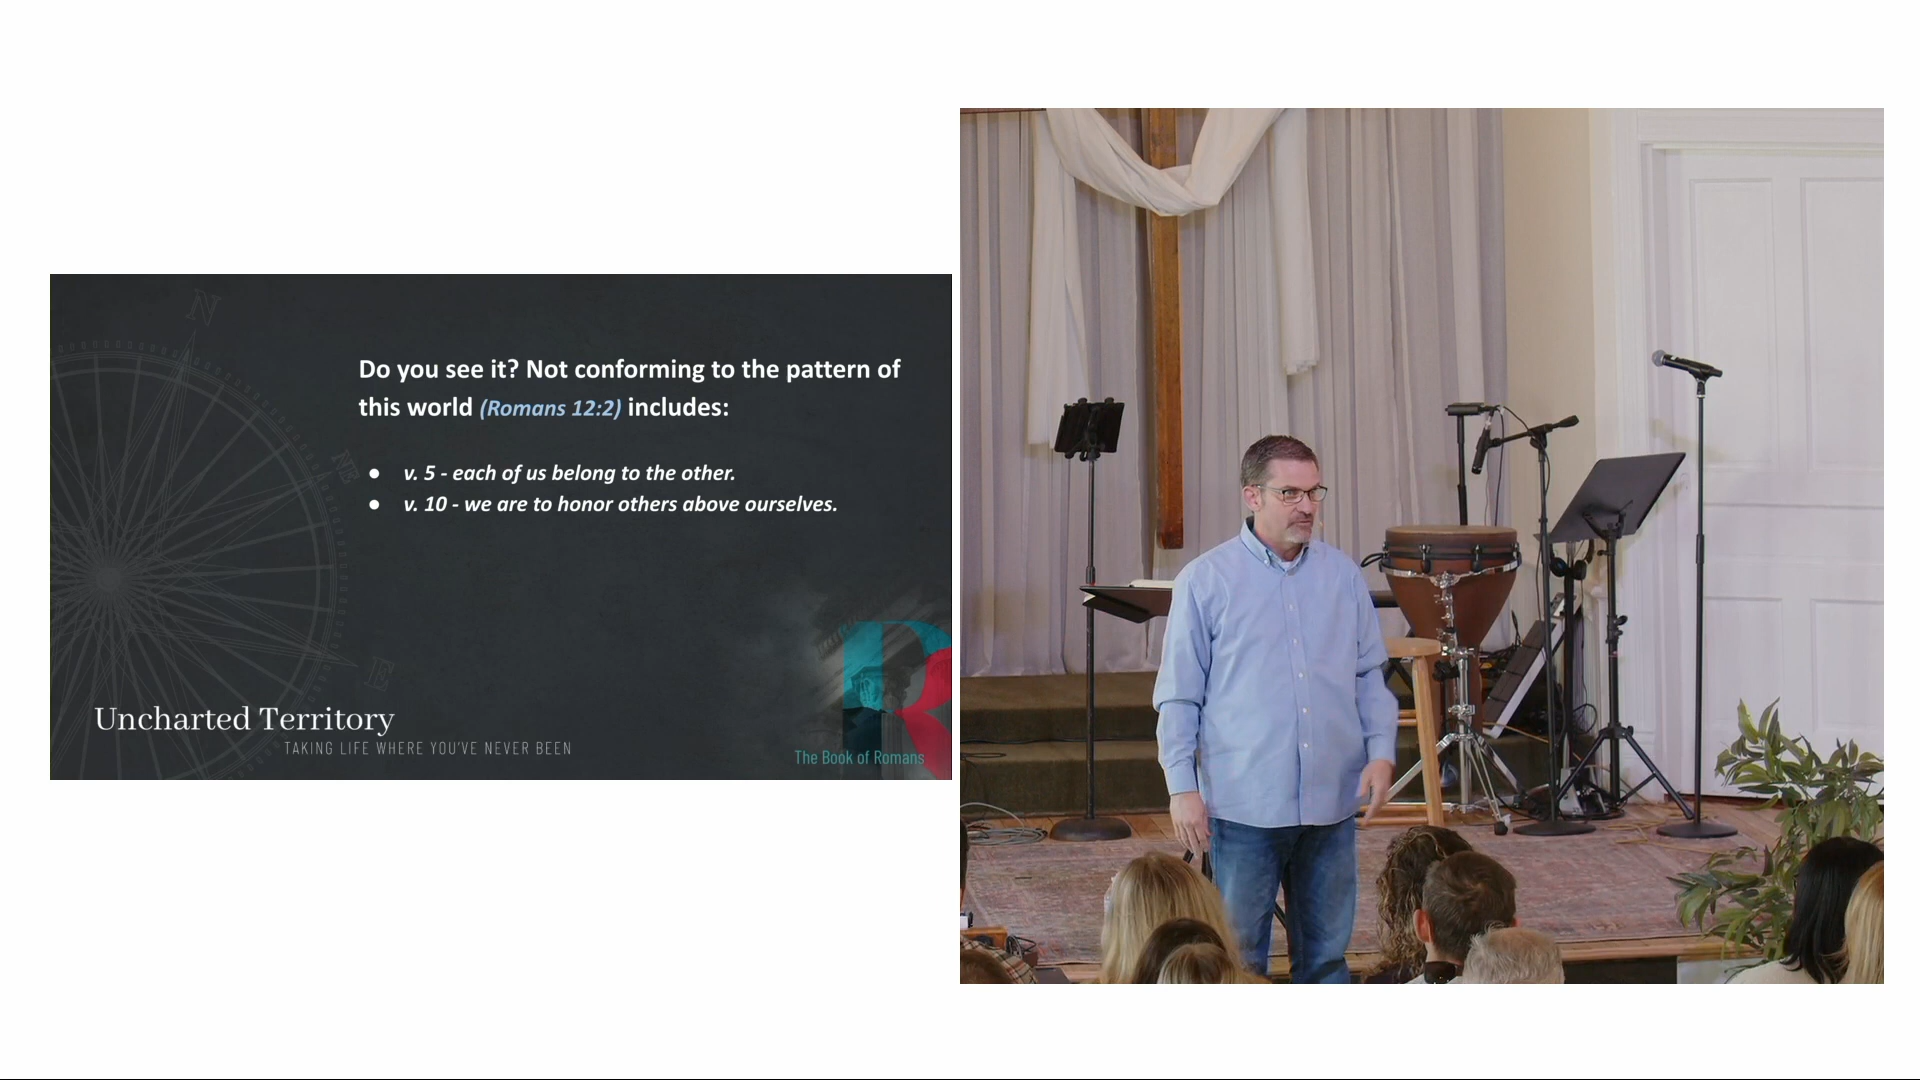 N
NE
E
Do you see it? Not conforming to the pattern of
this world (Romans 12:2) includes:
● v. 5 - each of us belong to the other.
● v. 10 - we are to honor others above ourselves.
Uncharted Territory
TAKING LIFE WHERE YOU'VE NEVER BEEN
R
The Book of Romans